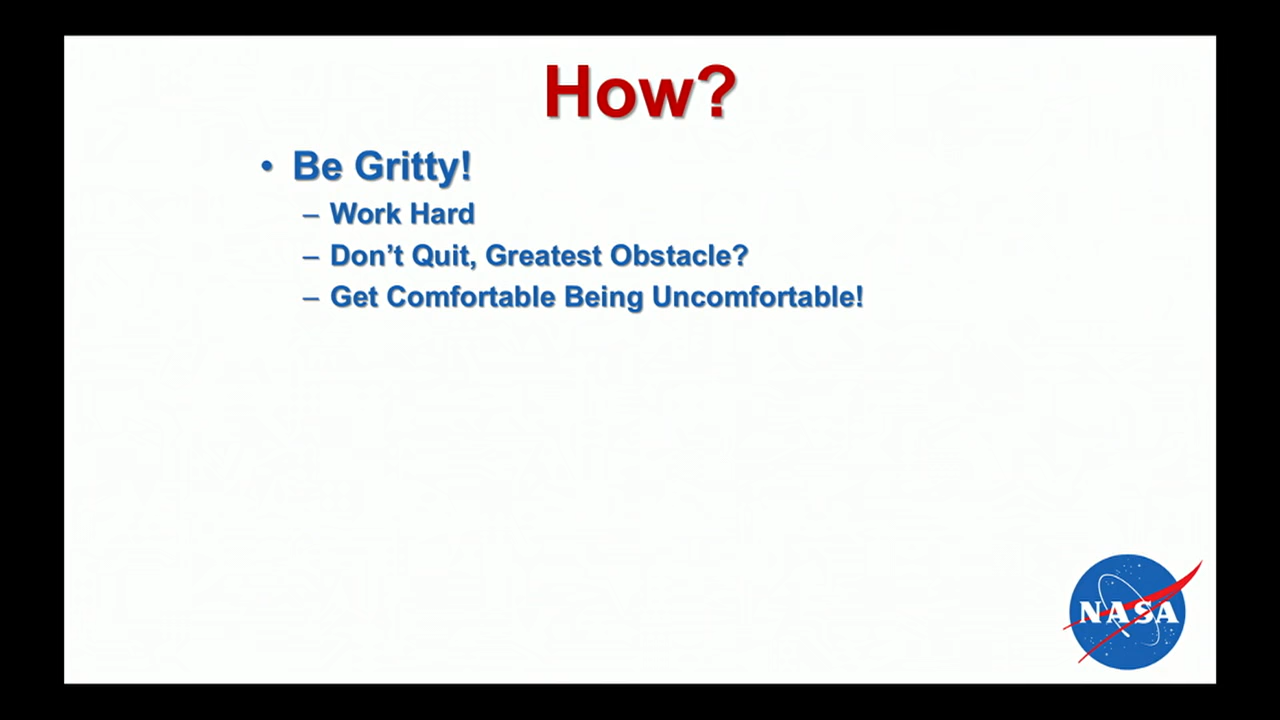 How?
• Be Gritty!
– Work Hard
– Don’t Quit, Greatest Obstacle?
– Get Comfortable Being Uncomfortable!
NASA